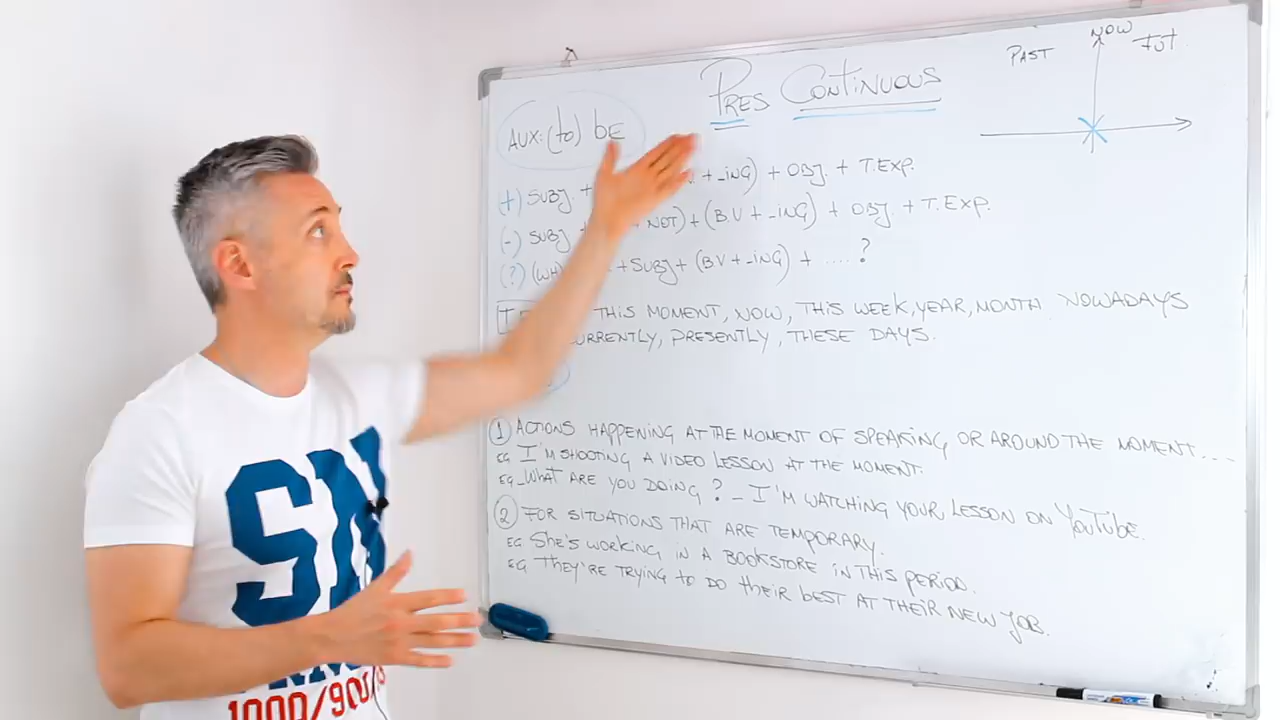 PAST NOW FUT
PRES CONTINUOUS
AUX: (to) bE
(+) SUBJ. + + -iNG) + OBJ. + T.EXP.
(-) SUBJ + NOT) + (B.V + -iNG) + OBJ. + T.EXP.
(?) (WH) + SUBJ + (B.V + -iNG) + ....?
THIS MOMENT, NOW, THIS WEEK, YEAR, MONTH NOWADAYS
PRESENTLY, THESE DAYS.
1 ACTIONS HAPPENING AT THE MOMENT OF SPEAKING OR AROUND THE MOMENT...
EG I'M SHOOTING A VIDEO LESSON AT THE MOMENT.
EG_WHAT ARE YOU DOING? - I'M WATCHING YOUR LESSON ON YOUTUBE.
2 FOR SITUATIONS THAT ARE TEMPORARY.
EG SHE'S WORKING IN A BOOKSTORE IN THIS PERIOD.
EG THEY'RE TRYING to DO their bEST AT THEIR NEW JOB.
1000/900/